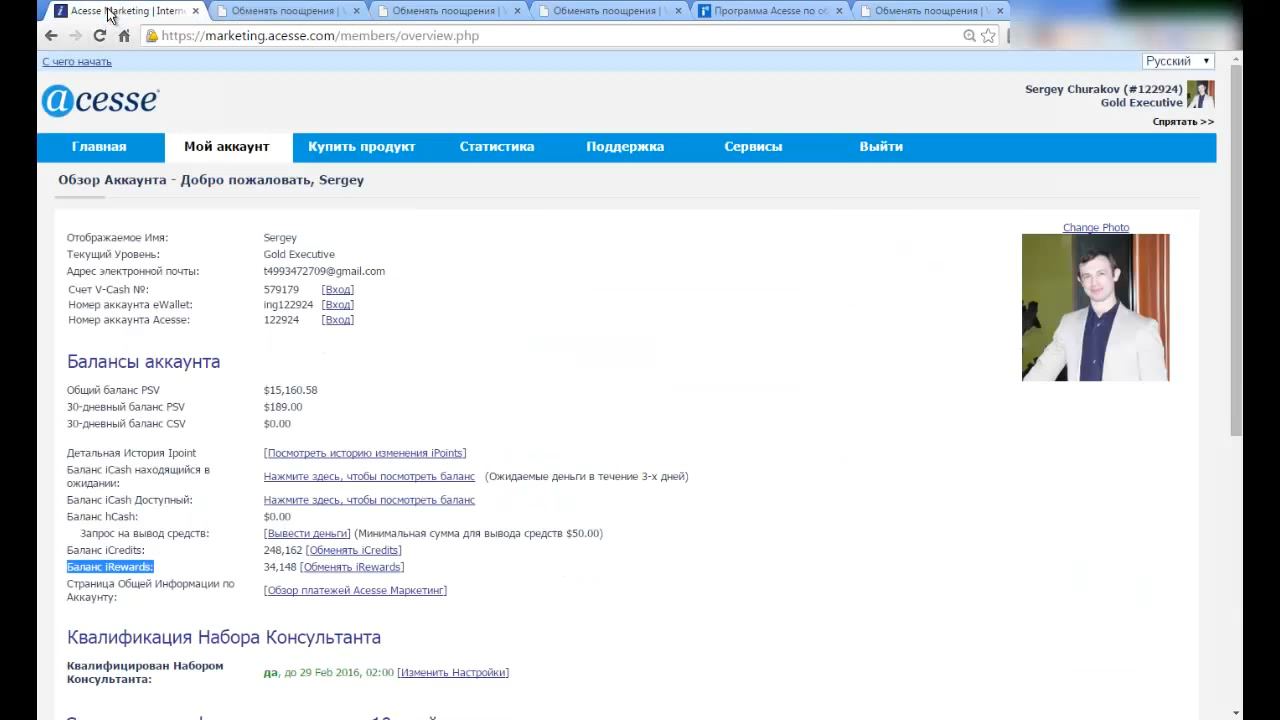 Acesse Marketing | Intern
Обменять поощрения | V
Обменять поощрения | V
Обменять поощрения | V
Программа Acesse по об
Обменять поощрения | V
https://marketing.acesse.com/members/overview.php
С чего начать
Русский
acesse
Sergey Churakov (#122924)
Gold Executive
Спрятать >>
Главная Мой аккаунт Купить продукт Статистика Поддержка Сервисы Выйти
Обзор Аккаунта - Добро пожаловать, Sergey
Change Photo
Отображаемое Имя: Sergey
Текущий Уровень: Gold Executive
Адрес электронной почты: t4993472709@gmail.com
Счет V-Cash №: 579179 [Вход]
Номер аккаунта eWallet: ing122924 [Вход]
Номер аккаунта Acesse: 122924 [Вход]
Балансы аккаунта
Общий баланс PSV $15,160.58
30-дневный баланс PSV $189.00
30-дневный баланс CSV $0.00
Детальная История Ipoint [Посмотреть историю изменения iPoints]
Баланс iCash находящийся в
ожидании: Нажмите здесь, чтобы посмотреть баланс (Ожидаемые деньги в течение 3-х дней)
Баланс iCash Доступный: Нажмите здесь, чтобы посмотреть баланс
Баланс hCash: $0.00
Запрос на вывод средств: [Вывести деньги] (Минимальная сумма для вывода средств $50.00)
Баланс iCredits: 248,162 [Обменять iCredits]
Баланс iRewards: 34,148 [Обменять iRewards]
Страница Общей Информации по
Аккаунту: [Обзор платежей Acesse Маркетинг]
Квалификация Набора Консультанта
Квалифицирован Набором
Консультанта: да, до 29 Feb 2016, 02:00 [Изменить Настройки]